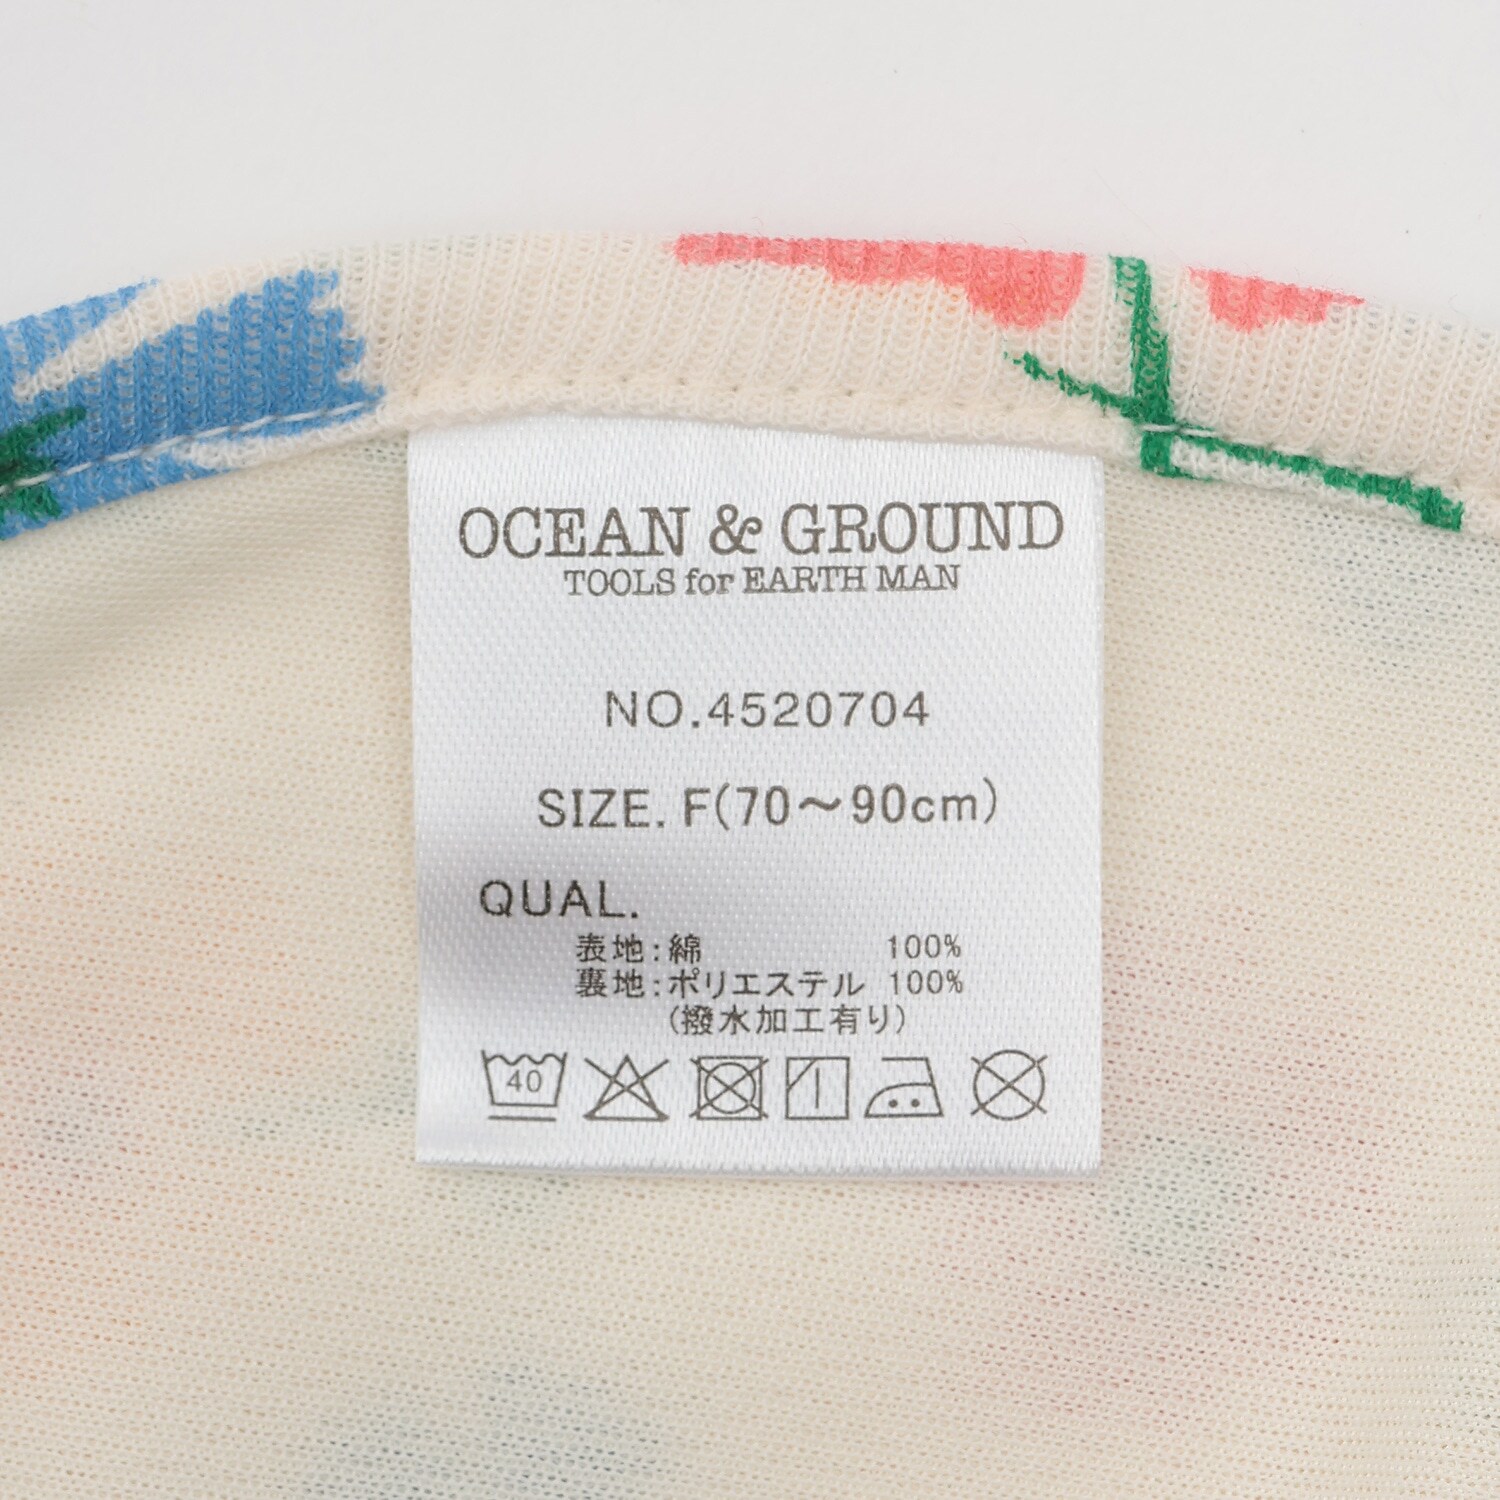 OCEAN & GROUND
TOOLS for EARTH MAN
NO.4520704
SIZE. F(70～90cm)
QUAL.
表地:綿 100%
裏地:ポリエステル 100%
(撥水加工有り)
40